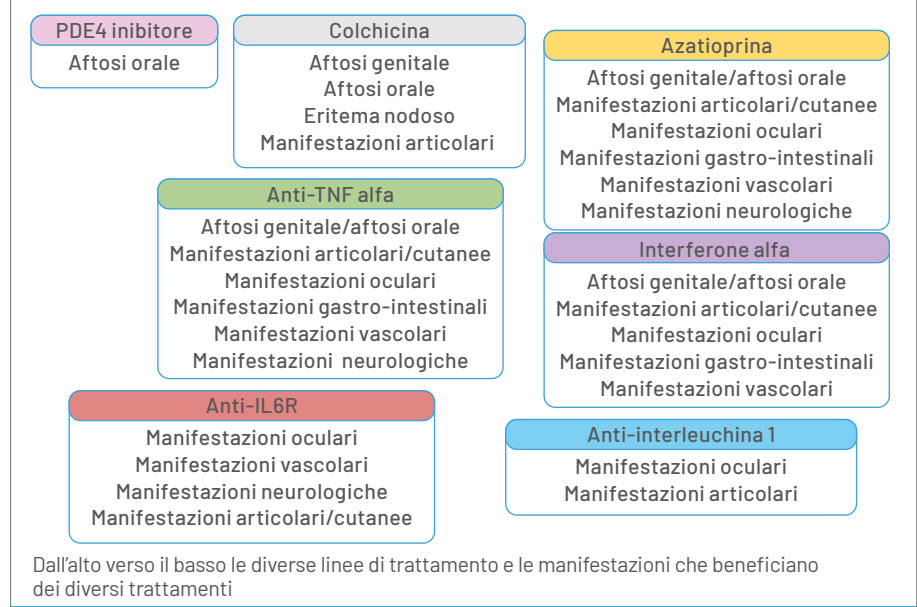 PDE4 inibitore
Aftosi orale
Colchicina
Aftosi genitale
Aftosi orale
Eritema nodoso
Manifestazioni articolari
Azatioprina
Aftosi genitale/aftosi orale
Manifestazioni articolari/cutanee
Manifestazioni oculari
Manifestazioni gastro-intestinali
Manifestazioni vascolari
Manifestazioni neurologiche
Anti-TNF alfa
Aftosi genitale/aftosi orale
Manifestazioni articolari/cutanee
Manifestazioni oculari
Manifestazioni gastro-intestinali
Manifestazioni vascolari
Manifestazioni neurologiche
Interferone alfa
Aftosi genitale/aftosi orale
Manifestazioni articolari/cutanee
Manifestazioni oculari
Manifestazioni gastro-intestinali
Manifestazioni vascolari
Anti-IL6R
Manifestazioni oculari
Manifestazioni vascolari
Manifestazioni neurologiche
Manifestazioni articolari/cutanee
Anti-interleuchina 1
Manifestazioni oculari
Manifestazioni articolari
Dall'alto verso il basso le diverse linee di trattamento e le manifestazioni che beneficiano
dei diversi trattamenti